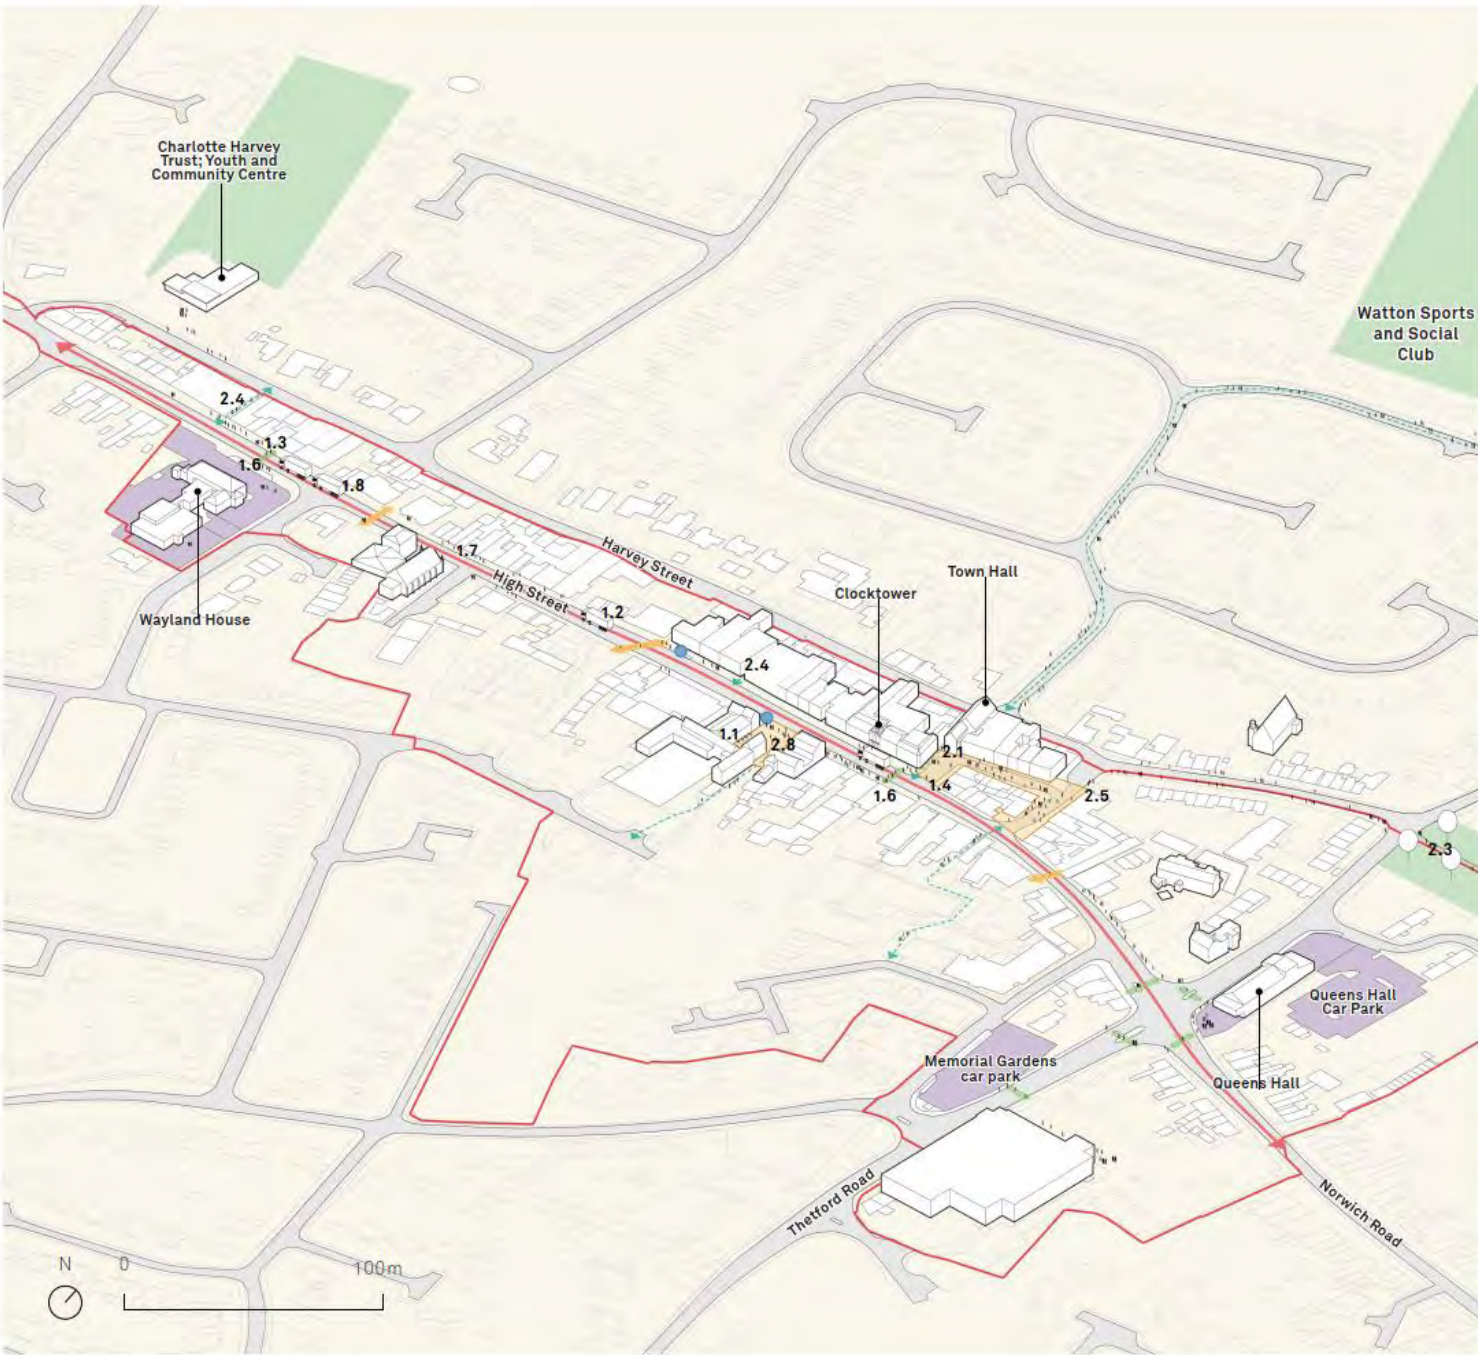 Charlotte Harvey
Trust; Youth and
Community Centre
Watton Sports
and Social
Club
2.4
1.3
1.6
1.8
Harvey Street
1.7
High Street
Town Hall
Clocktower
1.2
Wayland House
2.4
1.1
2.8
2.1
1.4
1.6
2.5
2.3
Queens Hall
Car Park
Memorial Gardens
car park
Queens Hall
Thetford Road
Norwich Road
N
0
100m